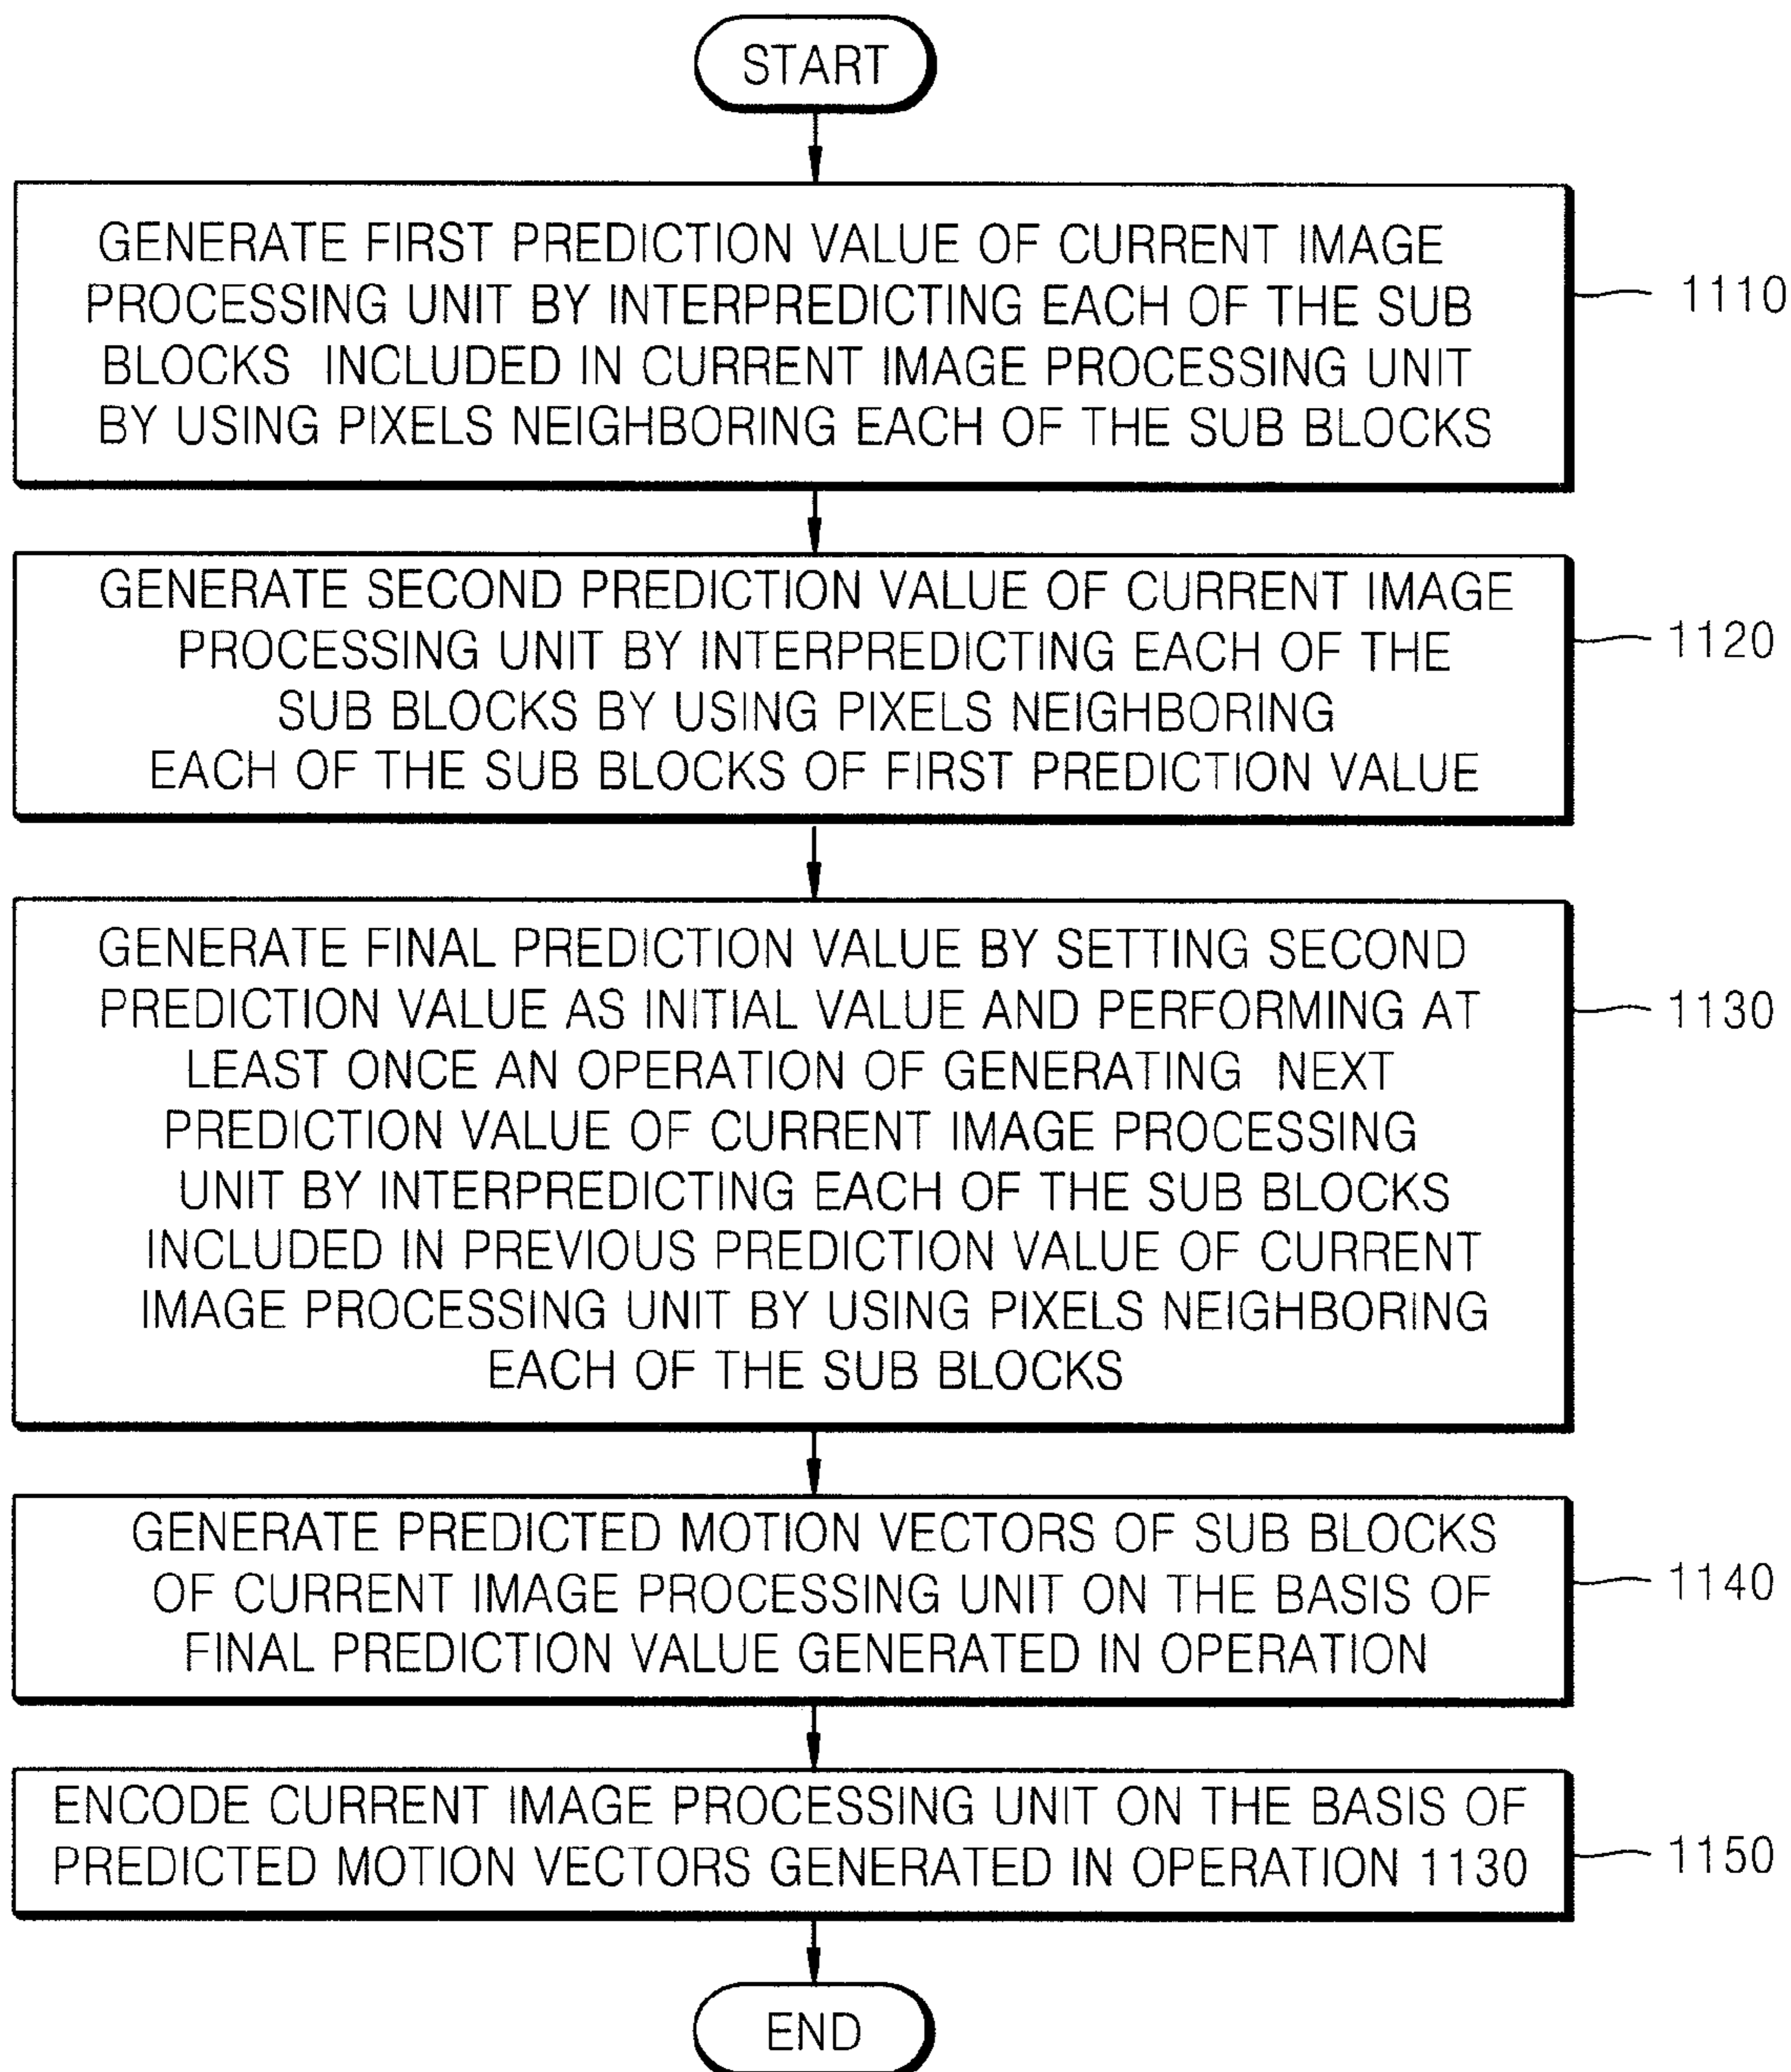 START
GENERATE FIRST PREDICTION VALUE OF CURRENT IMAGE
PROCESSING UNIT BY INTERPREDICTING EACH OF THE SUB
BLOCKS INCLUDED IN CURRENT IMAGE PROCESSING UNIT
BY USING PIXELS NEIGHBORING EACH OF THE SUB BLOCKS
1110
GENERATE SECOND PREDICTION VALUE OF CURRENT IMAGE
PROCESSING UNIT BY INTERPREDICTING EACH OF THE
SUB BLOCKS BY USING PIXELS NEIGHBORING
EACH OF THE SUB BLOCKS OF FIRST PREDICTION VALUE
1120
GENERATE FINAL PREDICTION VALUE BY SETTING SECOND
PREDICTION VALUE AS INITIAL VALUE AND PERFORMING AT
LEAST ONCE AN OPERATION OF GENERATING NEXT
PREDICTION VALUE OF CURRENT IMAGE PROCESSING
UNIT BY INTERPREDICTING EACH OF THE SUB BLOCKS
INCLUDED IN PREVIOUS PREDICTION VALUE OF CURRENT
IMAGE PROCESSING UNIT BY USING PIXELS NEIGHBORING
EACH OF THE SUB BLOCKS
1130
GENERATE PREDICTED MOTION VECTORS OF SUB BLOCKS
OF CURRENT IMAGE PROCESSING UNIT ON THE BASIS OF
FINAL PREDICTION VALUE GENERATED IN OPERATION
1140
ENCODE CURRENT IMAGE PROCESSING UNIT ON THE BASIS OF
PREDICTED MOTION VECTORS GENERATED IN OPERATION 1130
1150
END